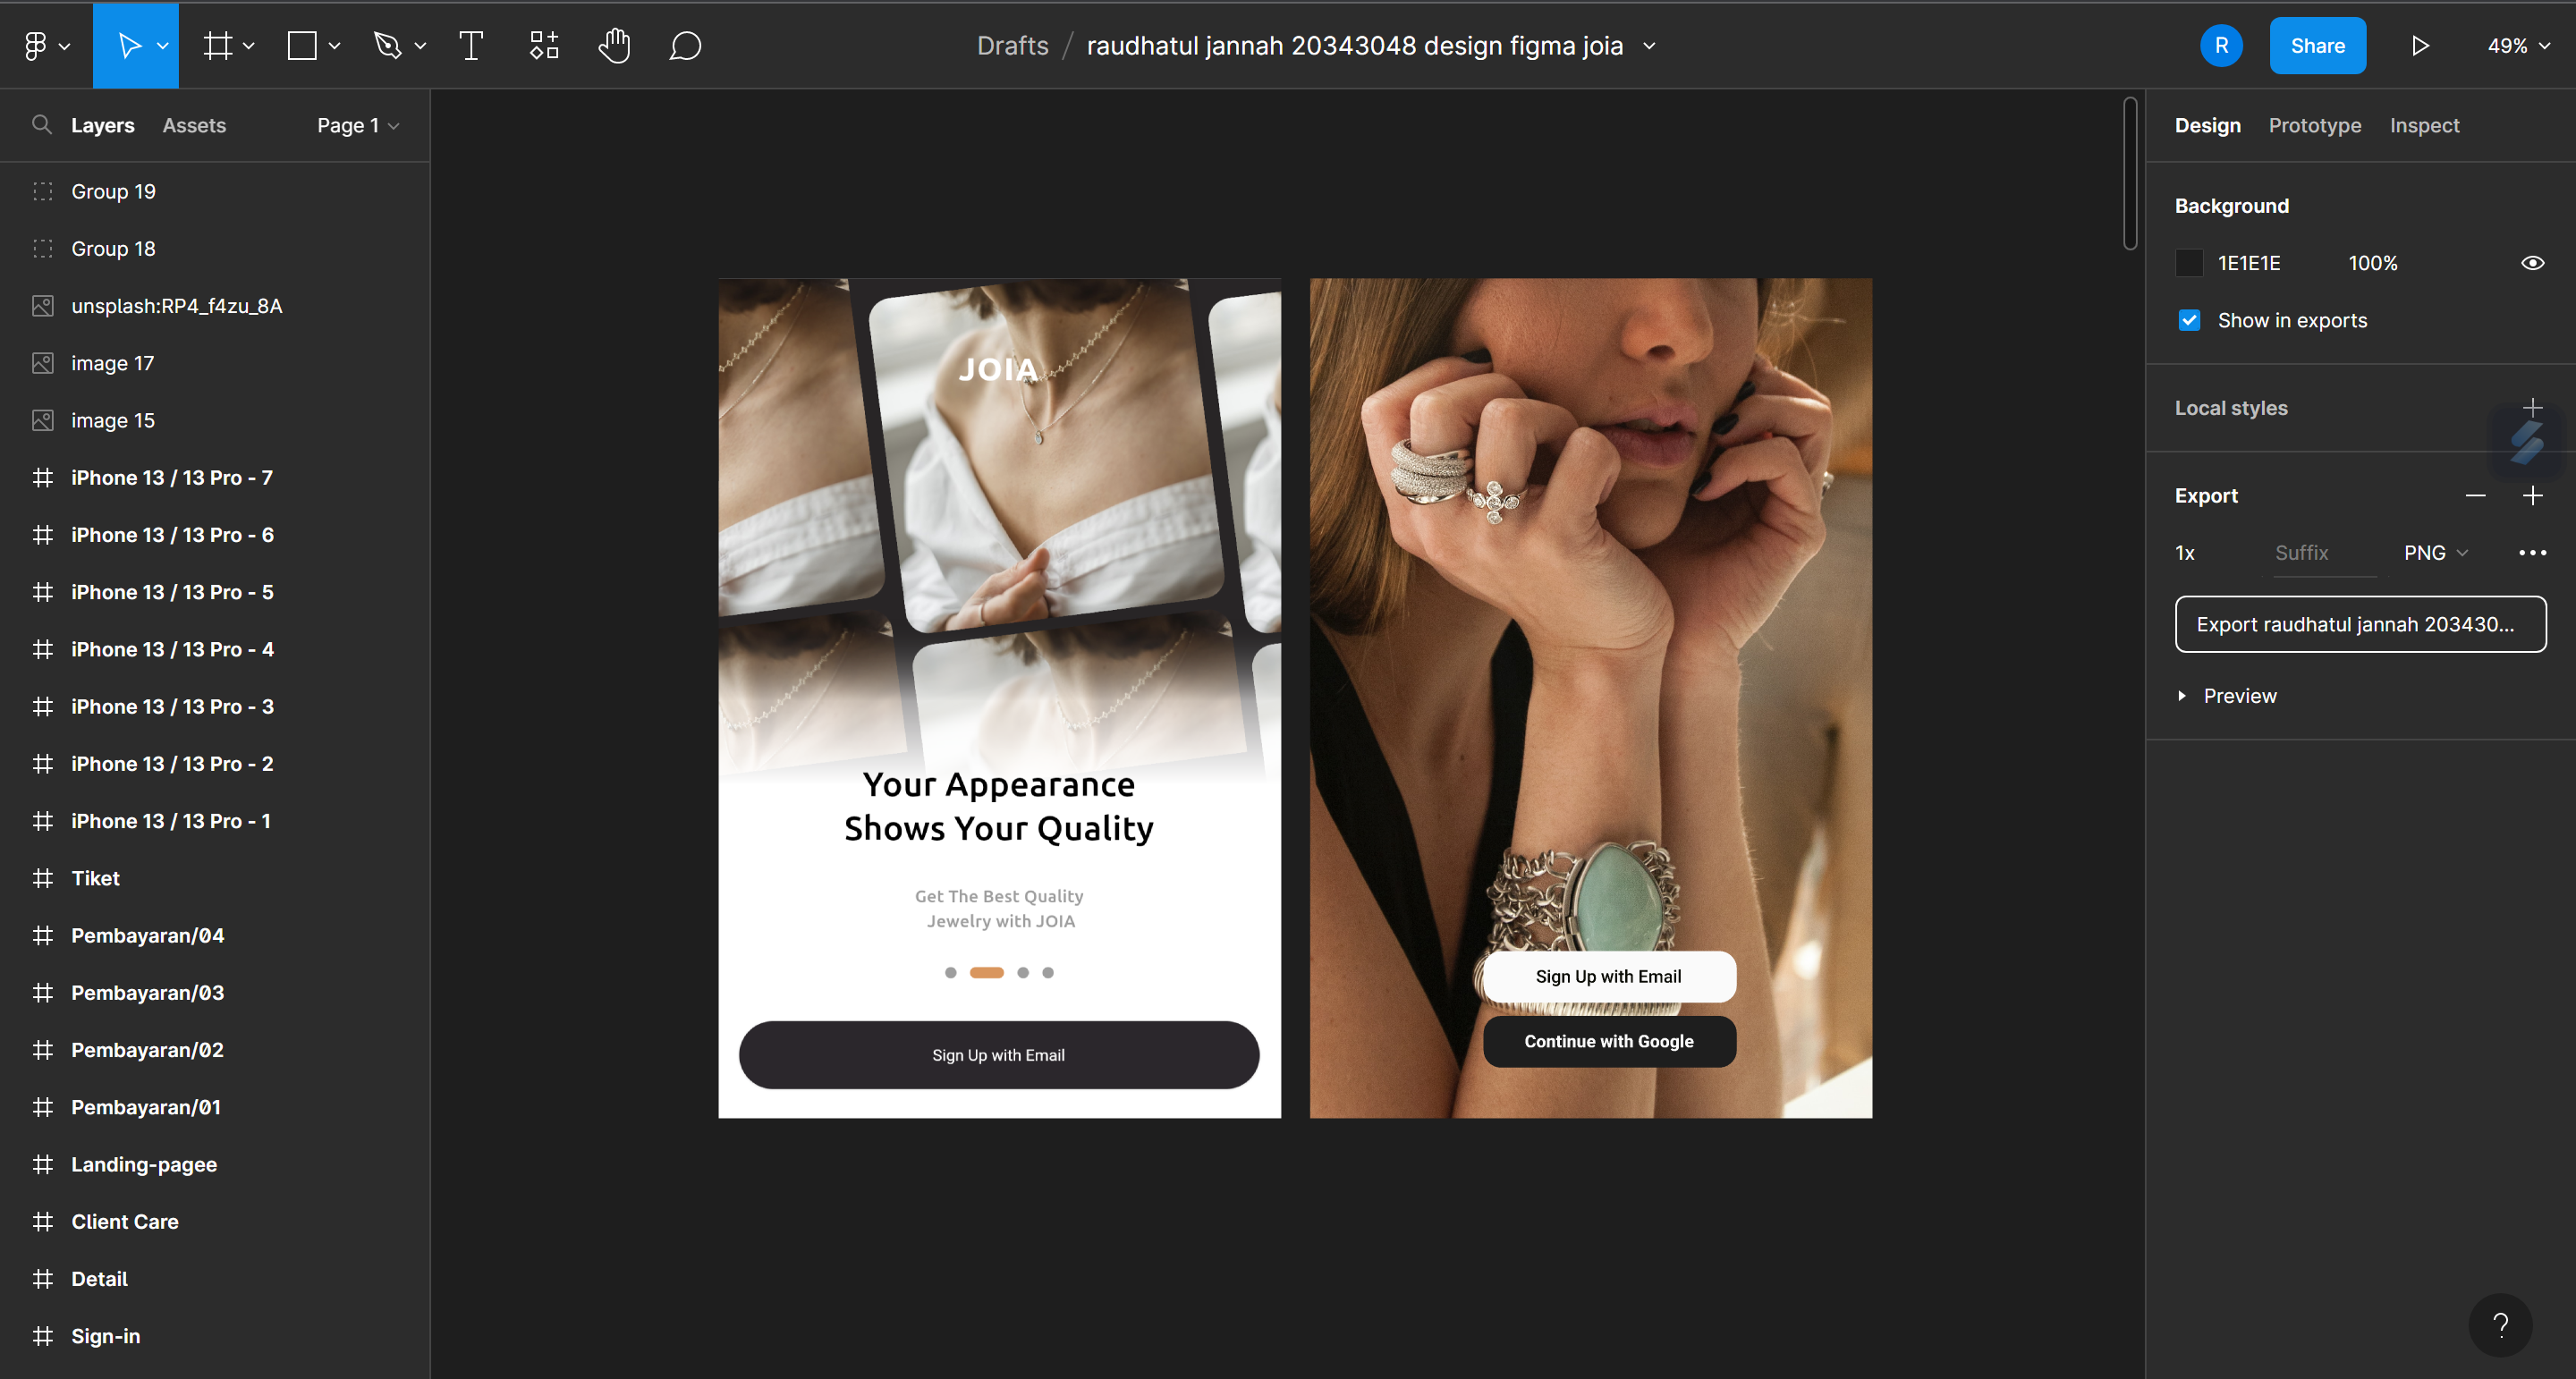 Drafts / raudhatul jannah 20343048 design figma joia
R
Share
49%
Layers Assets Page 1
Group 19
Group 18
unsplash:RP4_f4zu_8A
image 17
image 15
iPhone 13 / 13 Pro - 7
iPhone 13 / 13 Pro - 6
iPhone 13 / 13 Pro - 5
iPhone 13 / 13 Pro - 4
iPhone 13 / 13 Pro - 3
iPhone 13 / 13 Pro - 2
iPhone 13 / 13 Pro - 1
Tiket
Pembayaran/04
Pembayaran/03
Pembayaran/02
Pembayaran/01
Landing-pagee
Client Care
Detail
Sign-in
JOIA
Your Appearance
Shows Your Quality
Get The Best Quality
Jewelry with JOIA
Sign Up with Email
Sign Up with Email
Continue with Google
Design Prototype Inspect
Background
1E1E1E 100%
Show in exports
Local styles
Export
1x Suffix PNG
Export raudhatul jannah 203430...
Preview
?